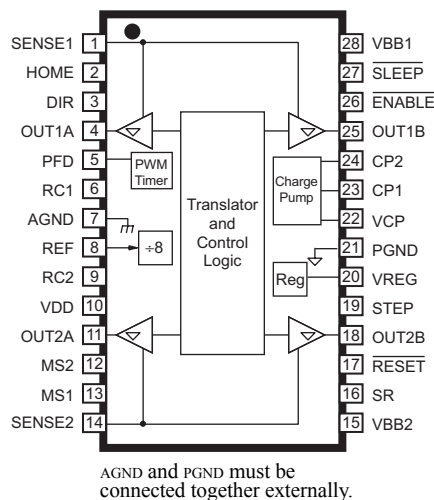 SENSE1 1
HOME 2
DIR 3
OUT1A 4
PFD 5
RC1 6
AGND 7
REF 8
RC2 9
VDD 10
OUT2A 11
MS2 12
MS1 13
SENSE2 14
PWM
Timer
÷8
Translator
and
Control
Logic
Charge
Pump
Reg
28 VBB1
27 SLEEP
26 ENABLE
25 OUT1B
24 CP2
23 CP1
22 VCP
21 PGND
20 VREG
19 STEP
18 OUT2B
17 RESET
16 SR
15 VBB2
AGND and PGND must be
connected together externally.